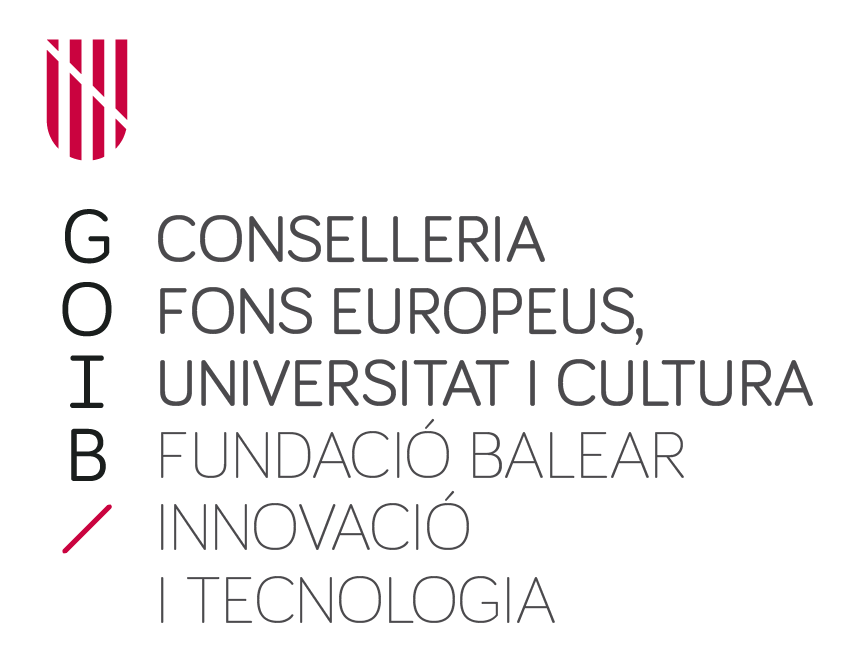 G CONSELLERIA
O FONS EUROPEUS,
I UNIVERSITAT I CULTURA
B FUNDACIÓ BALEAR
/ INNOVACIÓ
I TECNOLOGIA